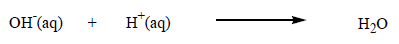 OH⁻(aq) + H⁺(aq) ⟶ H₂O